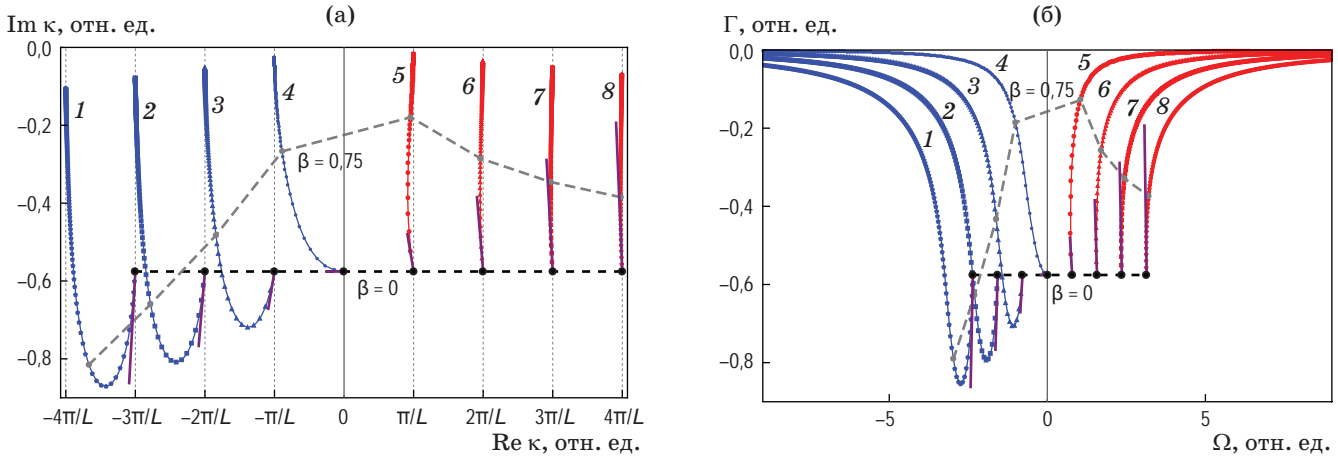 (а)
Im κ, отн. ед.
0,0
−0,2
−0,4
−0,6
−0,8
1
2
3
4
5
6
7
8
β = 0,75
β = 0
−4π/L
−3π/L
−2π/L
−π/L
0
π/L
2π/L
3π/L
4π/L
Re κ, отн. ед.
(б)
Γ, отн. ед.
0,0
−0,2
−0,4
−0,6
−0,8
1
2
3
4
5
6
7
8
β = 0,75
β = 0
−5
0
5
Ω, отн. ед.